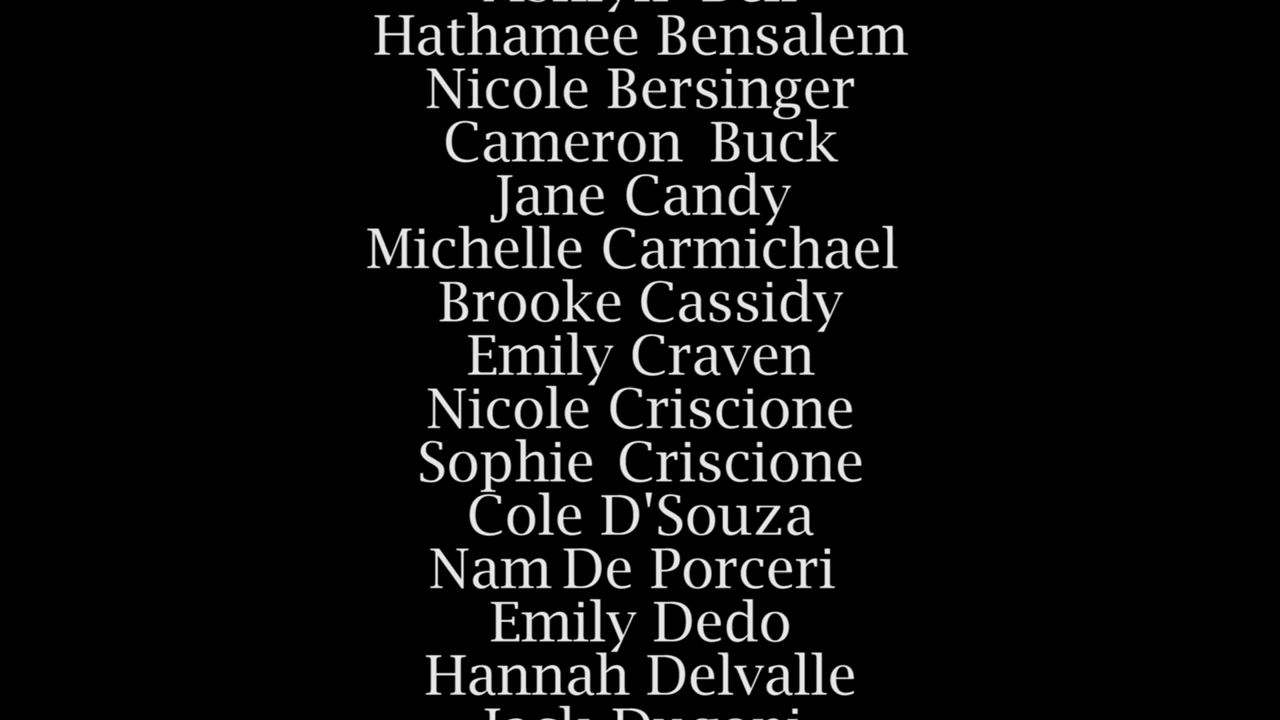 Hathamee Bensalem
Nicole Bersinger
Cameron Buck
Jane Candy
Michelle Carmichael
Brooke Cassidy
Emily Craven
Nicole Criscione
Sophie Criscione
Cole D'Souza
Nam De Porceri
Emily Dedo
Hannah Delvalle